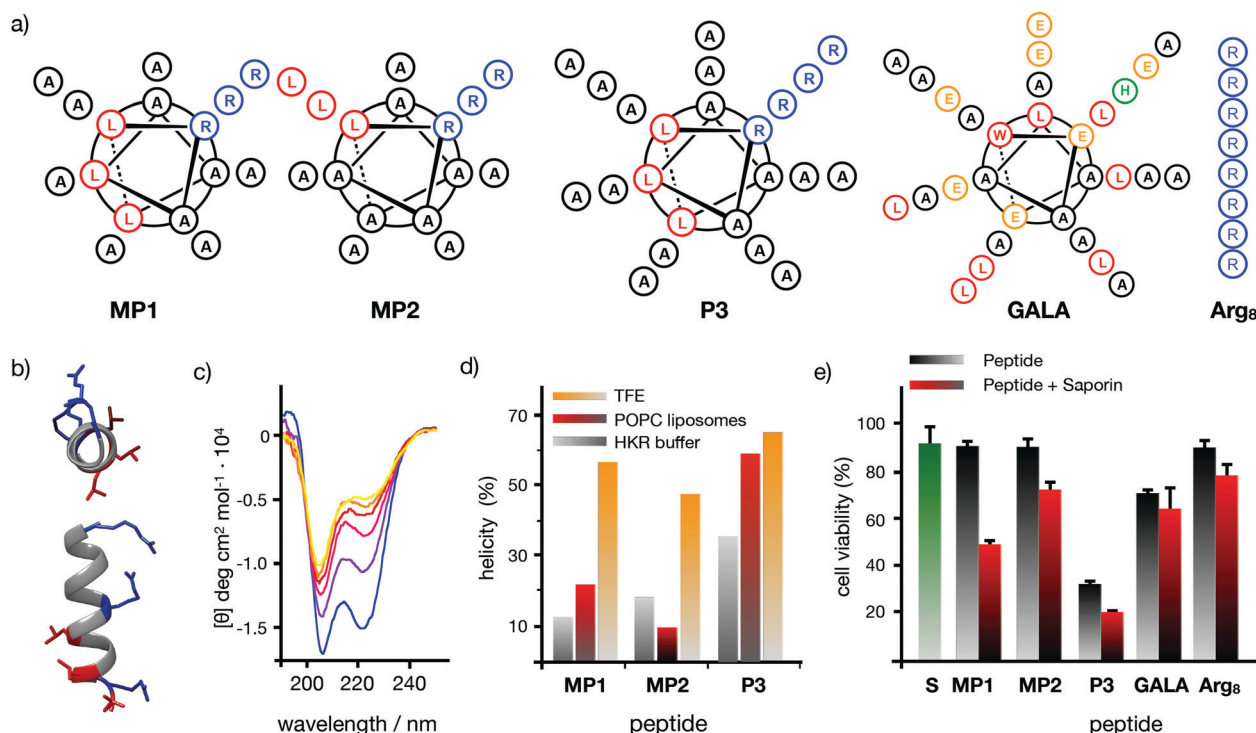 a)
A R
A R
A A
L R
L A A A
L A
A A
MP1
A R
L R
L A
L R
A A A A
A A
A A
MP2
A R
A A R
A A A R
L R
A A L A A A
L A
A A
A A
P3
E
E A
A A A E
E L H
A L
W E
A A L A A
L A E
E A
A A
L L
L A
GALA
R
R
R
R
R
R
R
R
Arg₈
b)
c)
[θ] deg cm² mol⁻¹ · 10⁴
0
-0.5
-1.0
-1.5
200 220 240
wavelength / nm
d)
helicity (%)
70
50
30
10
TFE
POPC liposomes
HKR buffer
MP1 MP2 P3
peptide
e)
Peptide
Peptide + Saporin
cell viability (%)
100
80
60
40
20
S MP1 MP2 P3 GALA Arg₈
peptide